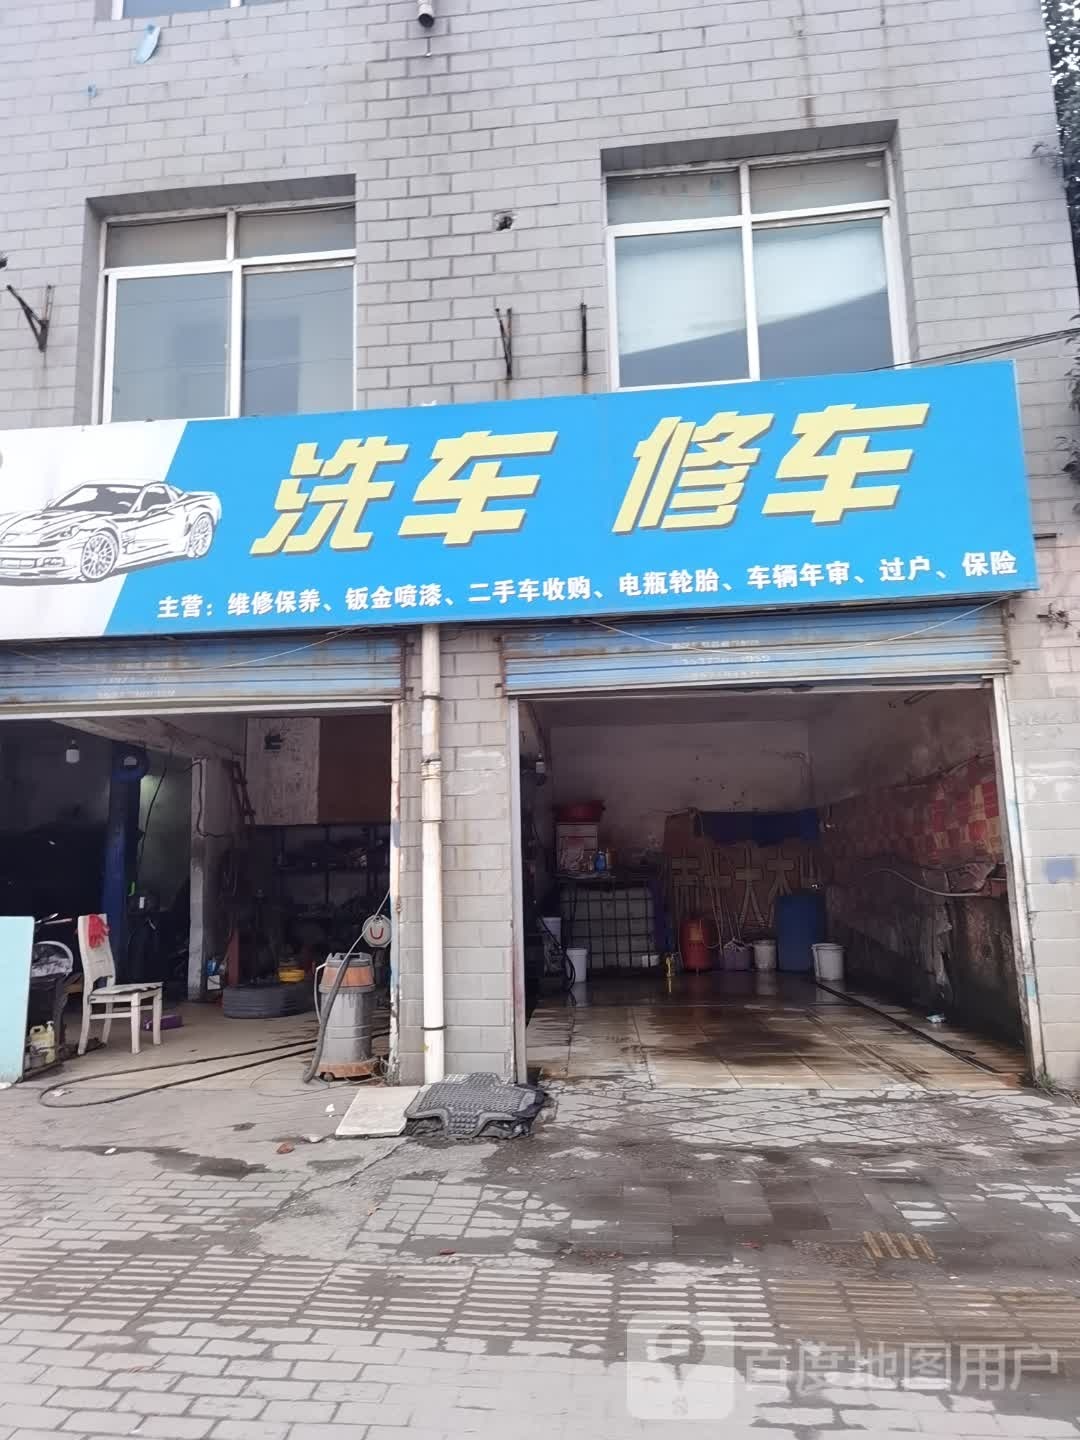 洗车 修车
主营：维修保养、钣金喷漆、二手车收购、电瓶轮胎、车辆年审、过户、保险
百度地图用户